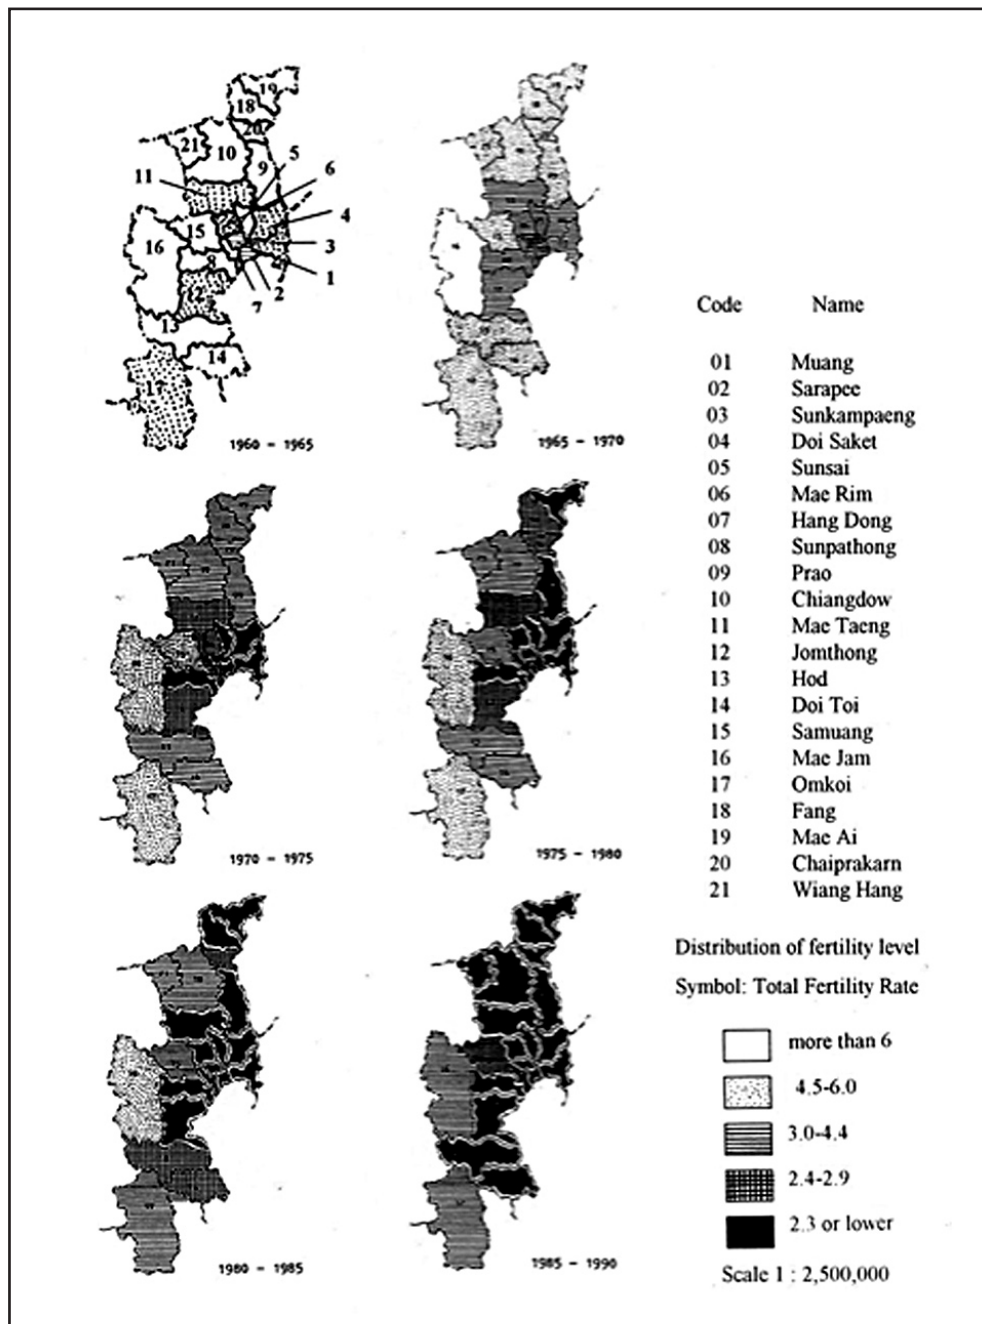 19
18
20
21
10
9
5
6
11
4
15
16
3
8
1
12
7
2
13
14
17
1960 - 1965
1965 - 1970
1970 - 1975
1975 - 1980
1980 - 1985
1985 - 1990
Code Name
01 Muang
02 Sarapee
03 Sunkampaeng
04 Doi Saket
05 Sunsai
06 Mae Rim
07 Hang Dong
08 Sunpathong
09 Prao
10 Chiangdow
11 Mae Taeng
12 Jomthong
13 Hod
14 Doi Toi
15 Samuang
16 Mae Jam
17 Omkoi
18 Fang
19 Mae Ai
20 Chaiprakarn
21 Wiang Hang
Distribution of fertility level
Symbol: Total Fertility Rate
more than 6
4.5-6.0
3.0-4.4
2.4-2.9
2.3 or lower
Scale 1 : 2,500,000